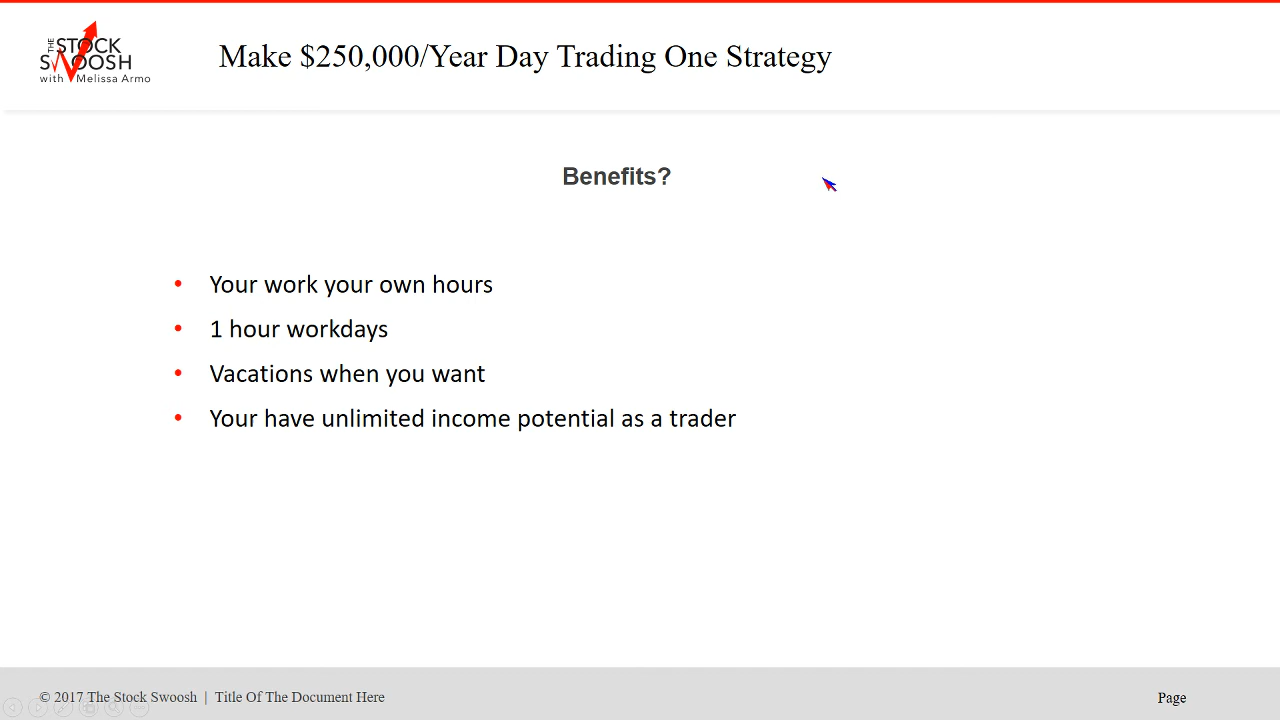 THE STOCK
SWOOSH
with Melissa Armo
Make $250,000/Year Day Trading One Strategy
Benefits?
• Your work your own hours
• 1 hour workdays
• Vacations when you want
• Your have unlimited income potential as a trader
© 2017 The Stock Swoosh | Title Of The Document Here
Page